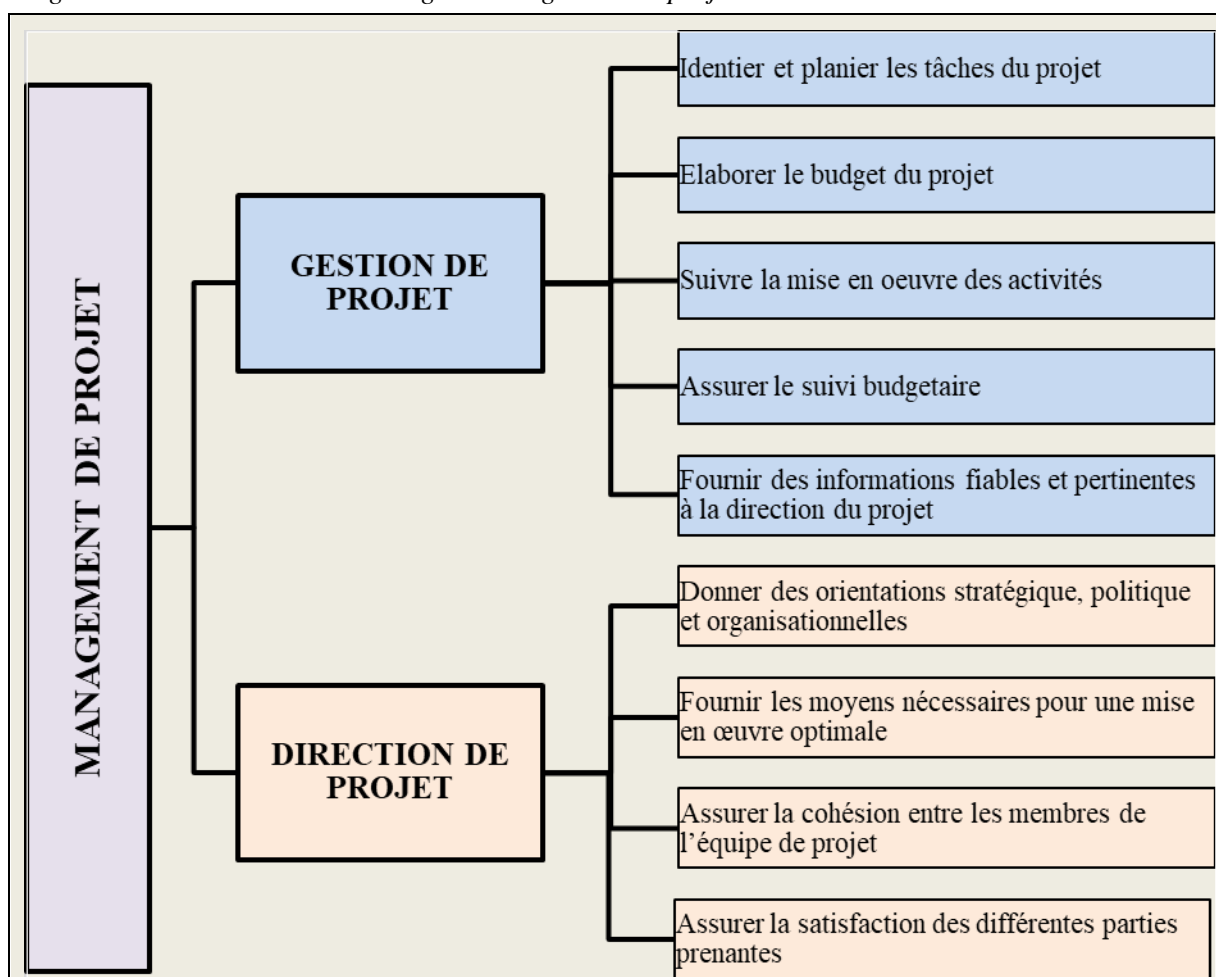 MANAGEMENT DE PROJET
GESTION DE
PROJET
Identier et planier les tâches du projet
Elaborer le budget du projet
Suivre la mise en oeuvre des activités
Assurer le suivi budgetaire
Fournir des informations fiables et pertinentes
à la direction du projet
DIRECTION DE
PROJET
Donner des orientations stratégique, politique
et organisationnelles
Fournir les moyens nécessaires pour une mise
en œuvre optimale
Assurer la cohésion entre les membres de
l’équipe de projet
Assurer la satisfaction des différentes parties
prenantes